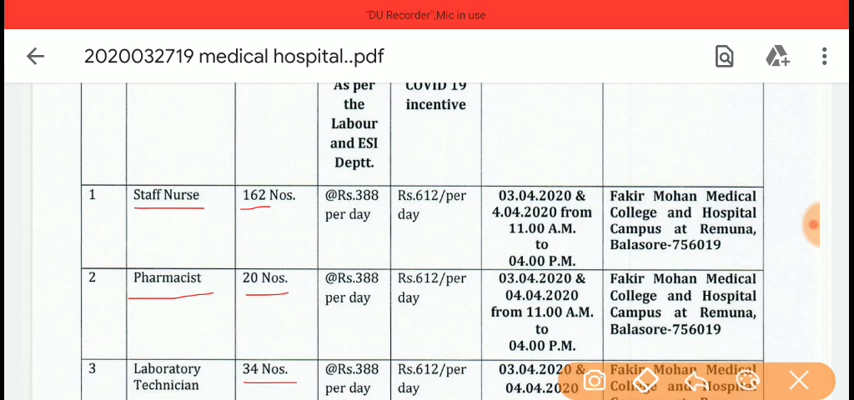 "DU Recorder",Mic in use
2020032719 medical hospital..pdf
As per
the
Labour
and ESI
Deptt.
COVID 19
incentive
1
Staff Nurse
162 Nos.
@Rs.388
per day
Rs.612/per
day
03.04.2020 &
4.04.2020 from
11.00 A.M.
to
04.00 P.M.
Fakir Mohan Medical
College and Hospital
Campus at Remuna,
Balasore-756019
2
Pharmacist
20 Nos.
@Rs.388
per day
Rs.612/per
day
03.04.2020 &
04.04.2020
from 11.00 A.M.
to
04.00 P.M.
Fakir Mohan Medical
College and Hospital
Campus at Remuna,
Balasore-756019
3
Laboratory
Technician
34 Nos.
@Rs.388
per day
Rs.612/per
day
03.04.2020 &
04.04.2020
Fakir Mohan Medical
College and Hospital